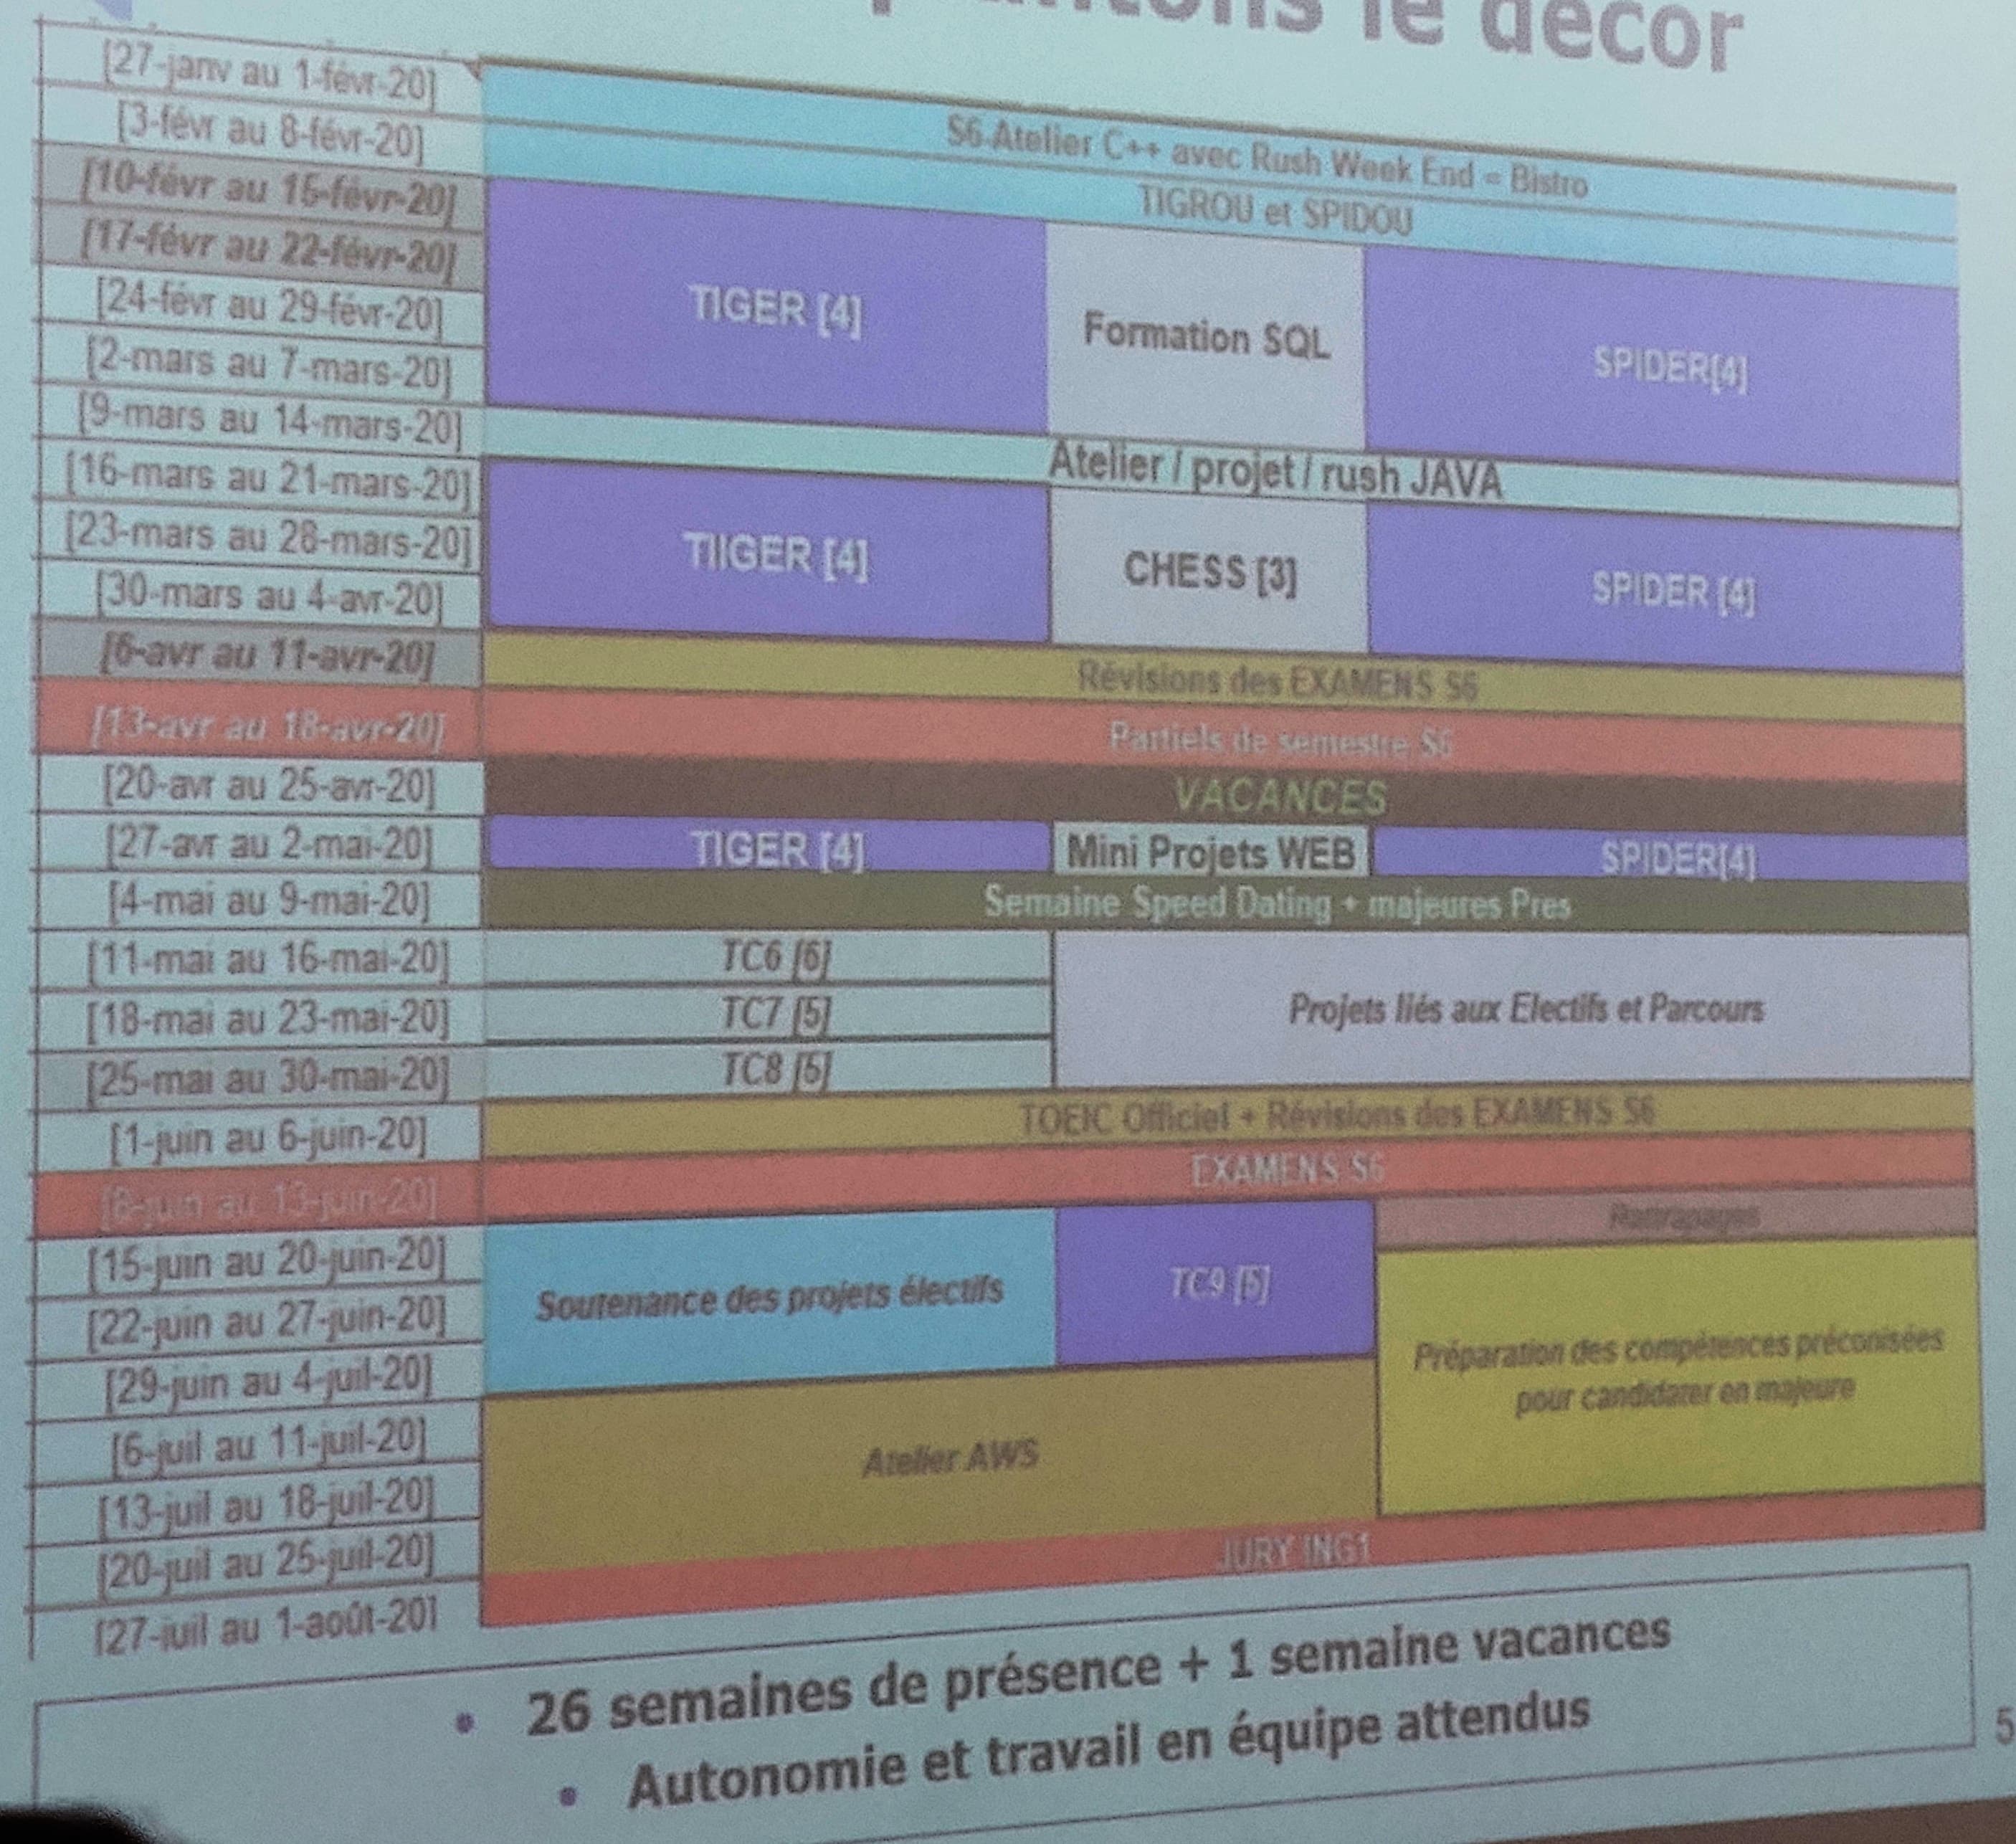 le décor
[27-janv au 1-févr-20]
[3-févr au 8-févr-20]
S6 Atelier C++ avec Rush Week End = Bistro
[10-févr au 15-févr-20]
TIGROU et SPIDOU
[17-févr au 22-févr-20]
[24-févr au 29-févr-20]
TIGER [4]
Formation SQL
SPIDER[4]
[2-mars au 7-mars-20]
[9-mars au 14-mars-20]
Atelier / projet / rush JAVA
[16-mars au 21-mars-20]
[23-mars au 28-mars-20]
TIIGER [4]
CHESS [3]
SPIDER [4]
[30-mars au 4-avr-20]
[6-avr au 11-avr-20]
Révisions des EXAMENS S6
[13-avr au 18-avr-20]
Partiels de semestre S6
[20-avr au 25-avr-20]
VACANCES
[27-avr au 2-mai-20]
TIGER [4]
Mini Projets WEB
SPIDER[4]
[4-mai au 9-mai-20]
Semaine Speed Dating + majeures Pres
[11-mai au 16-mai-20]
TC6 [6]
[18-mai au 23-mai-20]
TC7 [5]
Projets liés aux Electifs et Parcours
[25-mai au 30-mai-20]
TC8 [5]
[1-juin au 6-juin-20]
TOEIC Officiel + Révisions des EXAMENS S6
[8-juin au 13-juin-20]
EXAMENS S6
Rattrapages
[15-juin au 20-juin-20]
Soutenance des projets électifs
TC9 [5]
[22-juin au 27-juin-20]
Préparation des compétences préconisées
pour candidater en majeure
[29-juin au 4-juil-20]
[6-juil au 11-juil-20]
Atelier AWS
[13-juil au 18-juil-20]
[20-juil au 25-juil-20]
JURY ING1
[27-juil au 1-août-20]
• 26 semaines de présence + 1 semaine vacances
• Autonomie et travail en équipe attendus
5